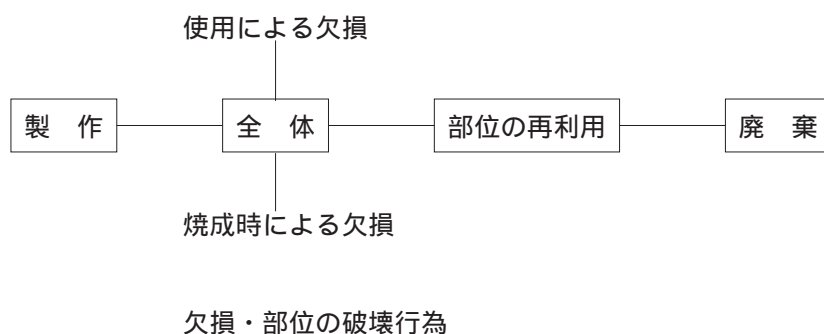 使用による欠損
製　作　全　体　部位の再利用　廃　棄
焼成時による欠損
欠損・部位の破壊行為